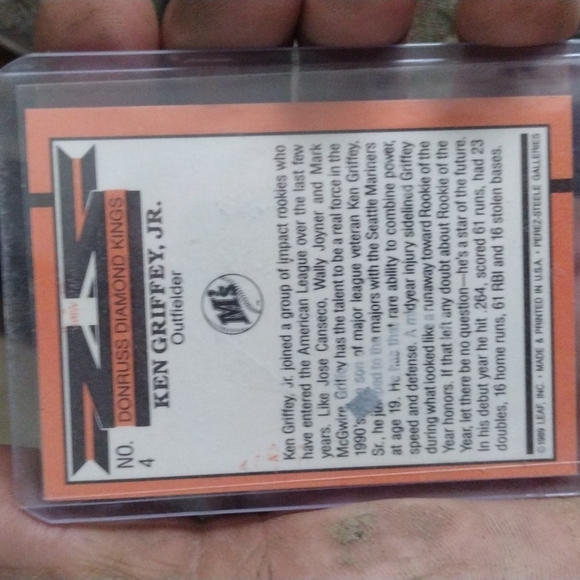 DONRUSS DIAMOND KINGS
NO.
4
KEN GRIFFEY, JR.
Outfielder
M's
Ken Griffey, Jr. joined a group of impact rookies who
have entered the American League over the last few
years. Like Jose Canseco, Wally Joyner and Mark
McGwire, Griffey has the talent to be a real force in the
1990's. son of major league veteran Ken Griffey,
Sr., he to the majors with the Seattle Mariners
at age 19. He has that rare ability to combine power,
speed and defense. A midyear injury sidelined Griffey
during what looked like a runaway toward Rookie of the
Year honors. If that left any doubt about Rookie of the
Year, let there be no question—he's a star of the future.
In his debut year he hit .264, scored 61 runs, had 23
doubles, 16 home runs, 61 RBI and 16 stolen bases.
© 1989 LEAF, INC. • MADE & PRINTED IN U.S.A. • PEREZ-STEELE GALLERIES